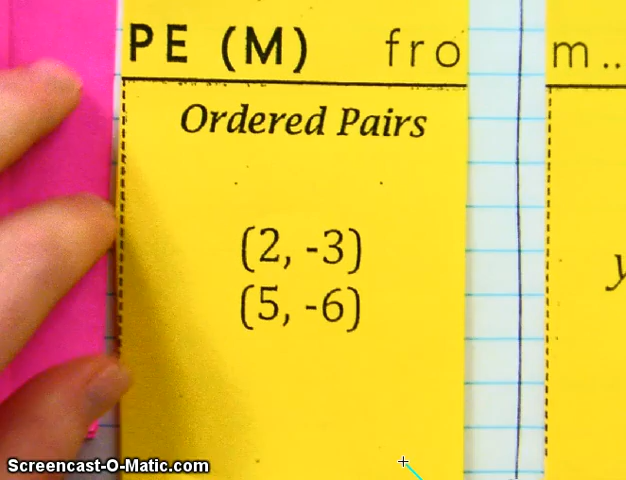 PE (M) fro m..
Ordered Pairs
(2, -3)
(5, -6)
y
Screencast-O-Matic.com